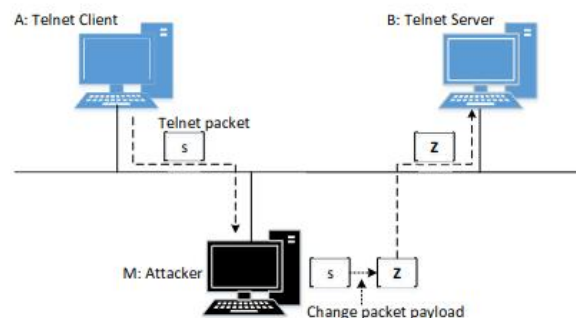 A: Telnet Client
B: Telnet Server
Telnet packet
s
Z
M: Attacker
s
Z
Change packet payload